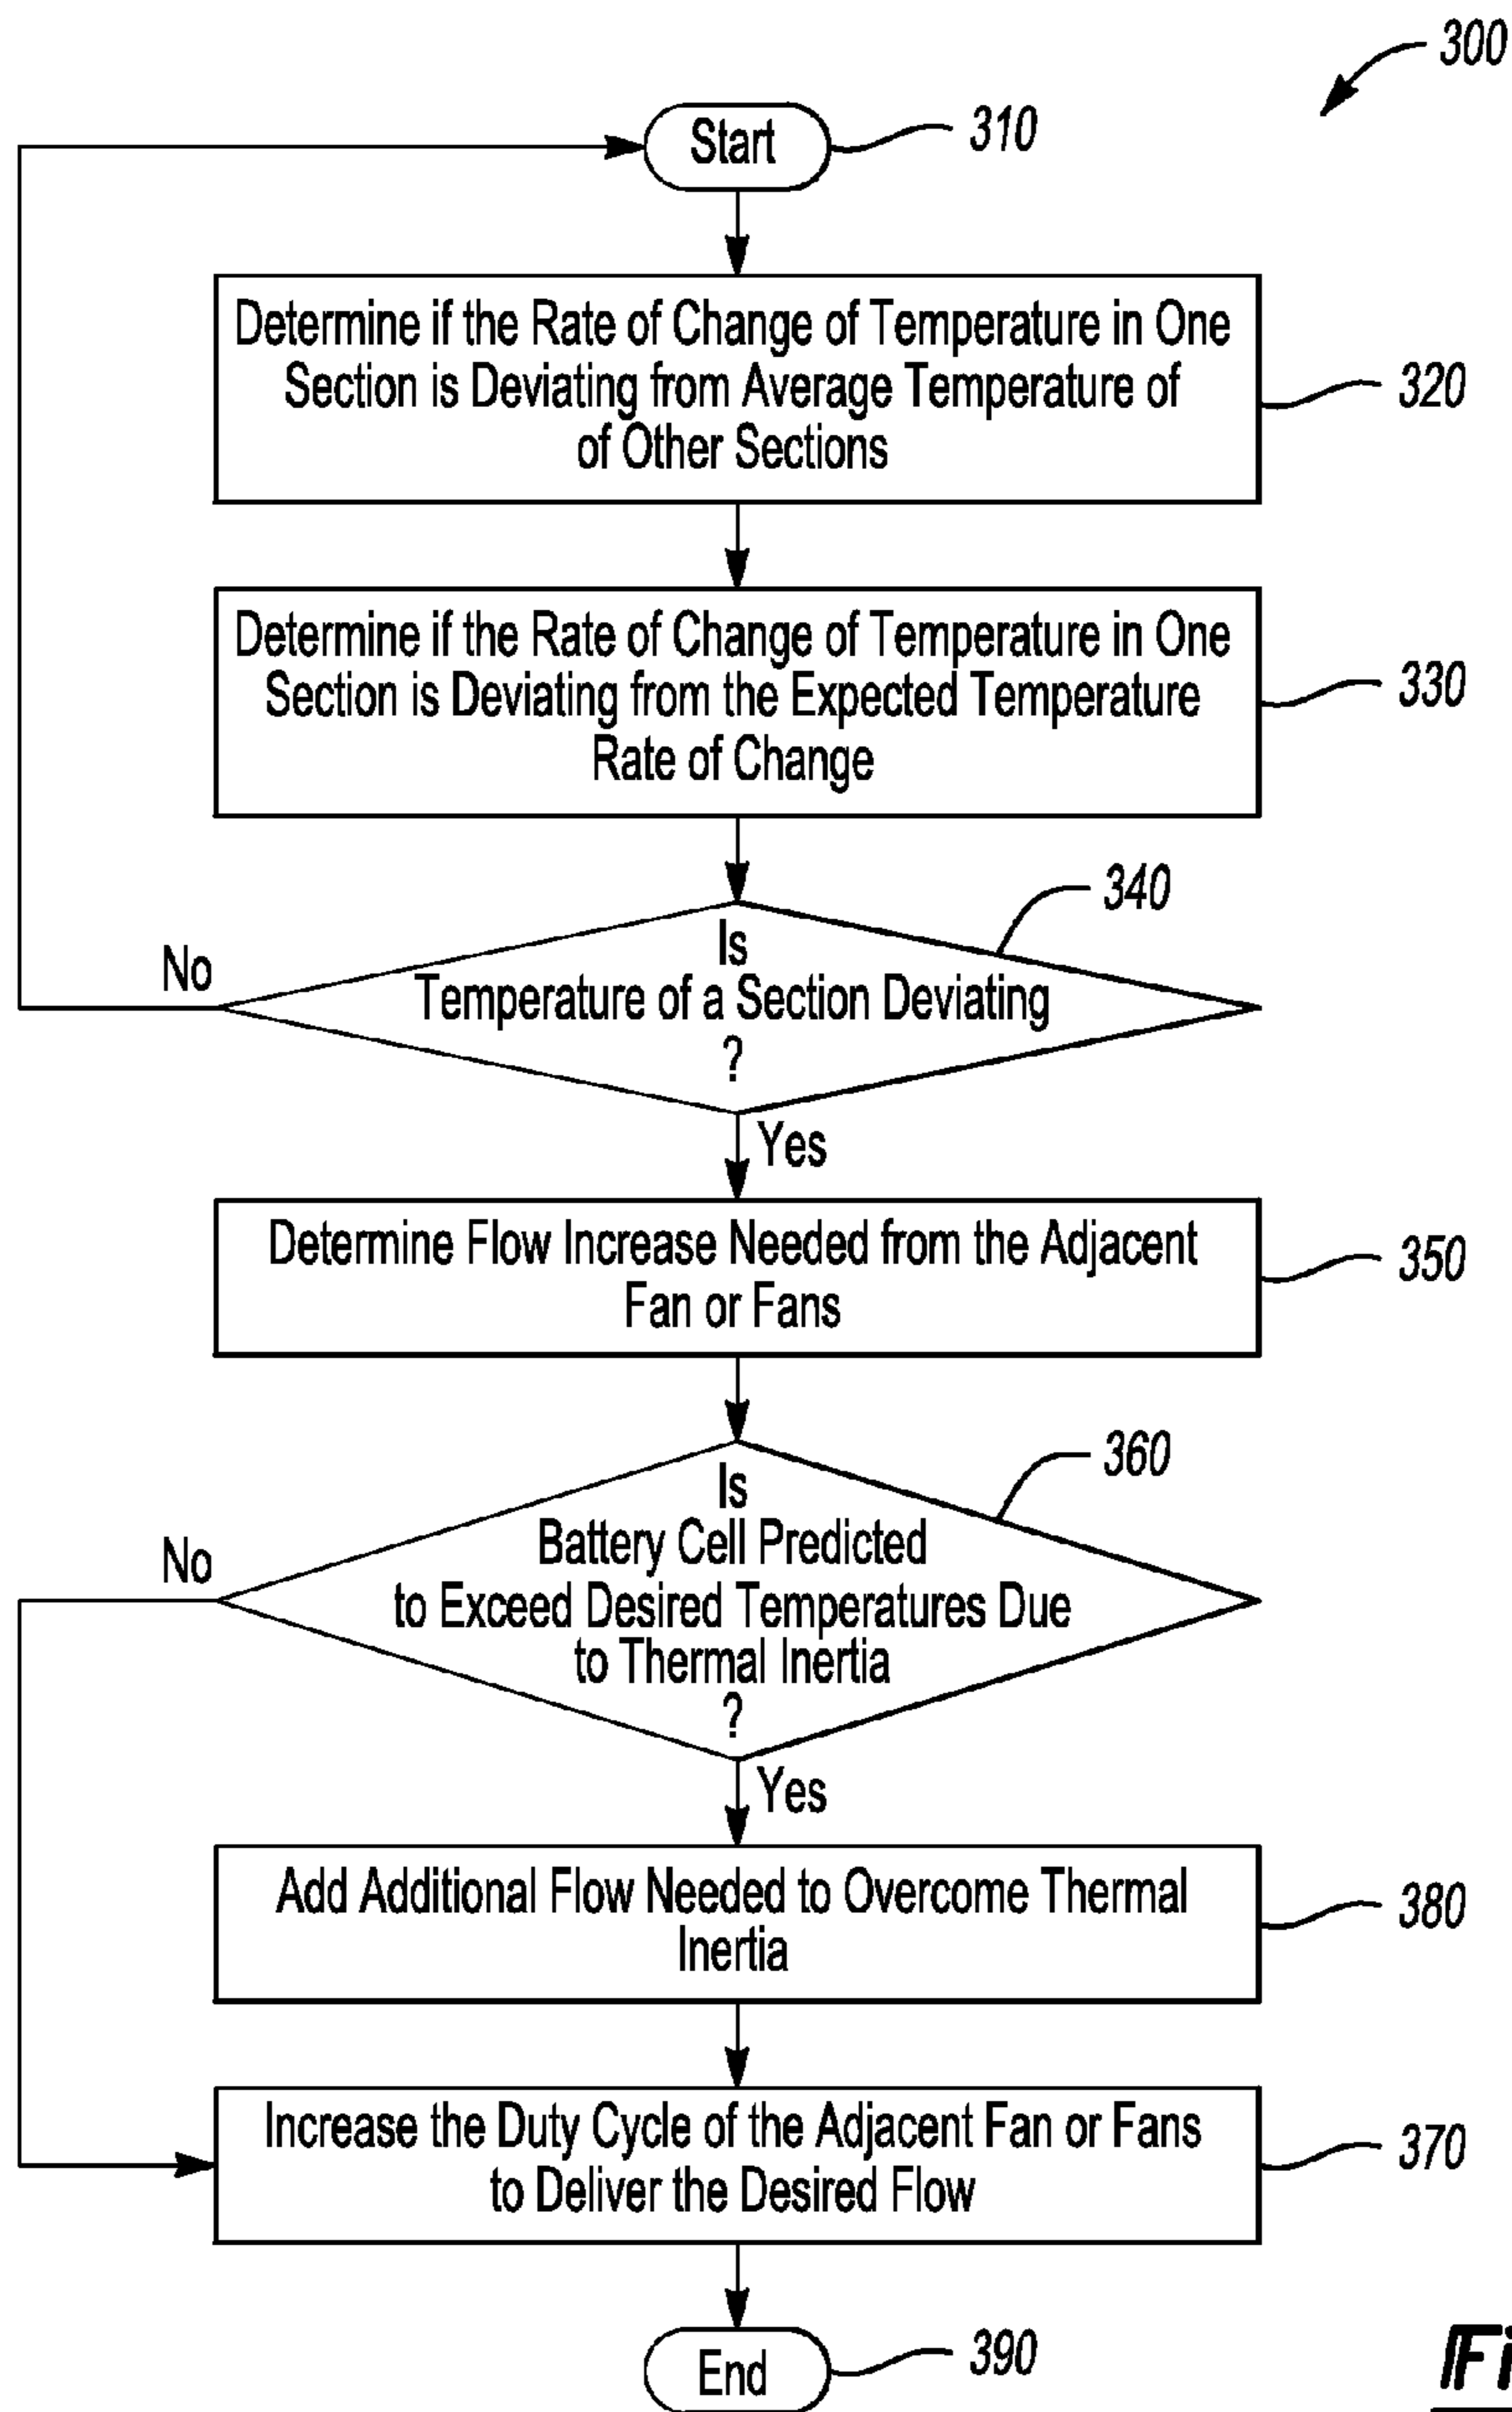 300
Start
310
Determine if the Rate of Change of Temperature in One
Section is Deviating from Average Temperature of
of Other Sections
320
Determine if the Rate of Change of Temperature in One
Section is Deviating from the Expected Temperature
Rate of Change
330
340
Is
Temperature of a Section Deviating
?
No
Yes
Determine Flow Increase Needed from the Adjacent
Fan or Fans
350
360
Is
Battery Cell Predicted
to Exceed Desired Temperatures Due
to Thermal Inertia
?
No
Yes
Add Additional Flow Needed to Overcome Thermal
Inertia
380
Increase the Duty Cycle of the Adjacent Fan or Fans
to Deliver the Desired Flow
370
End
390